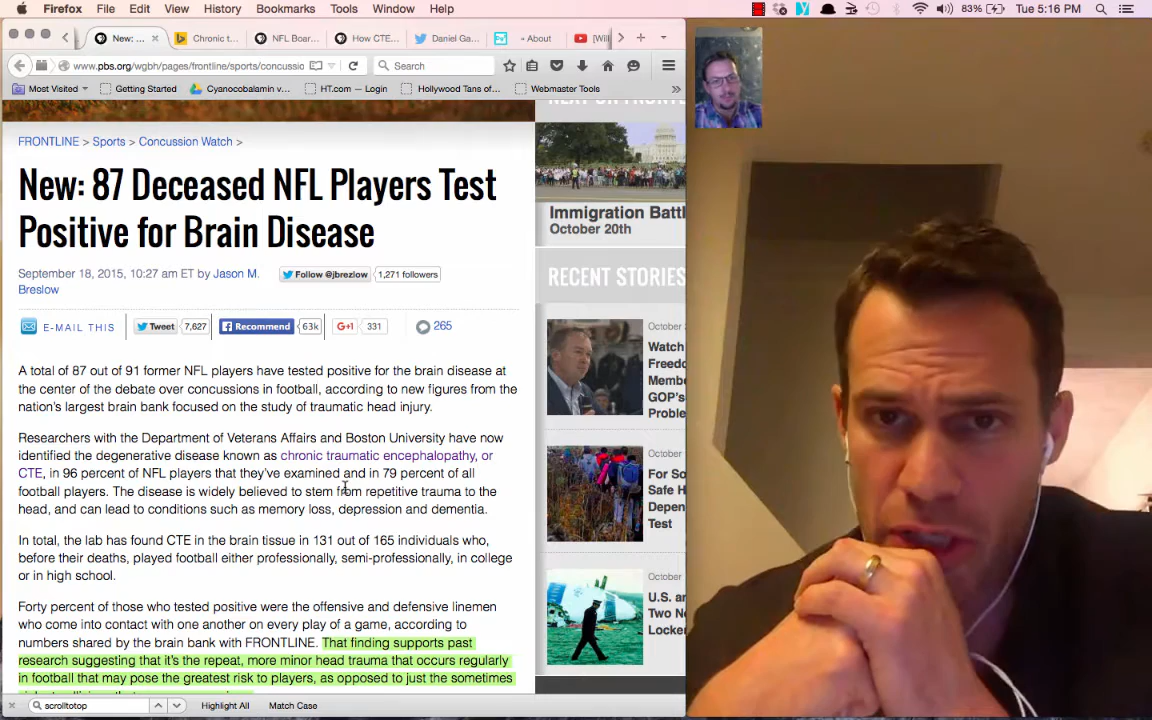 Firefox File Edit View History Bookmarks Tools Window Help 83% Tue 5:16 PM
New: ... Chronic t... NFL Boar... How CTE... Daniel Ga... - About
www.pbs.org/wgbh/pages/frontline/sports/concussio Search
Most Visited Getting Started Cyanocobalamin v... HT.com — Login Hollywood Tans of... Webmaster Tools
FRONTLINE > Sports > Concussion Watch >
New: 87 Deceased NFL Players Test
Positive for Brain Disease
September 18, 2015, 10:27 am ET by Jason M.
Breslow
Follow @jbrezlow 1,271 followers
E-MAIL THIS Tweet 7,627 Recommend 63k G+1 331 265
A total of 87 out of 91 former NFL players have tested positive for the brain disease at
the center of the debate over concussions in football, according to new figures from the
nation's largest brain bank focused on the study of traumatic head injury.
Researchers with the Department of Veterans Affairs and Boston University have now
identified the degenerative disease known as chronic traumatic encephalopathy, or
CTE, in 96 percent of NFL players that they've examined and in 79 percent of all
football players. The disease is widely believed to stem from repetitive trauma to the
head, and can lead to conditions such as memory loss, depression and dementia.
In total, the lab has found CTE in the brain tissue in 131 out of 165 individuals who,
before their deaths, played football either professionally, semi-professionally, in college
or in high school.
Forty percent of those who tested positive were the offensive and defensive linemen
who come into contact with one another on every play of a game, according to
numbers shared by the brain bank with FRONTLINE. That finding supports past
research suggesting that it's the repeat, more minor head trauma that occurs regularly
in football that may pose the greatest risk to players, as opposed to just the sometimes
Immigration Battl
October 20th
RECENT STORIES
October
Watch
Freedo
Membe
GOP's
Proble
October
For So
Safe H
Depen
Test
October
U.S. ar
Two Ne
Locker
scrolltotop Highlight All Match Case